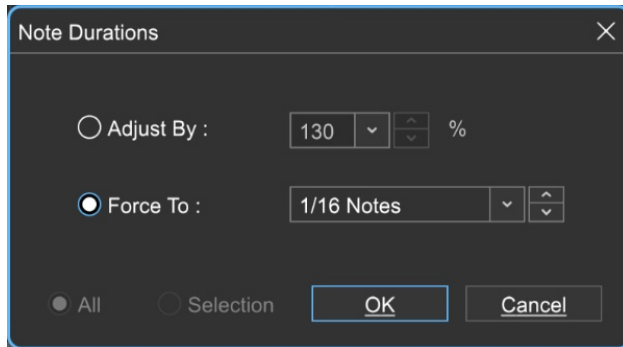 Note Durations
Adjust By : 130 %
Force To : 1/16 Notes
All Selection OK Cancel